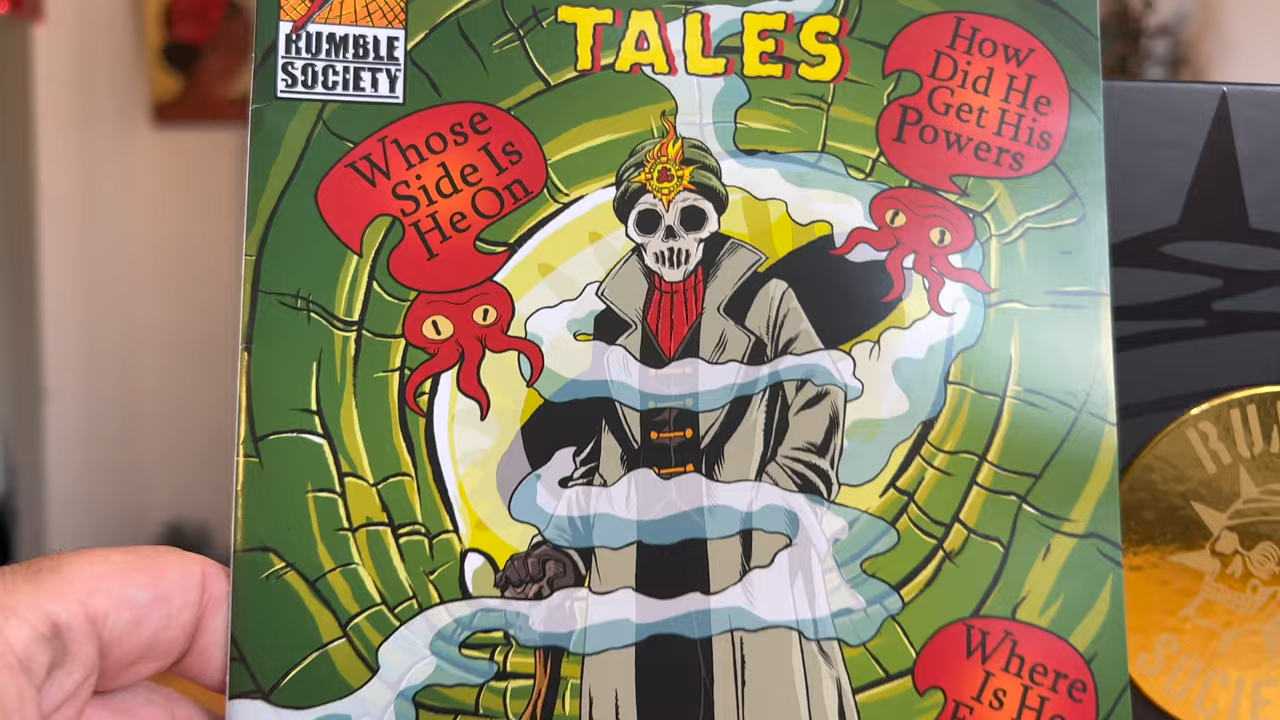 RUMBLE
SOCIETY
TALES
Whose
Side Is
He On
How
Did He
Get His
Powers
Where
Is He